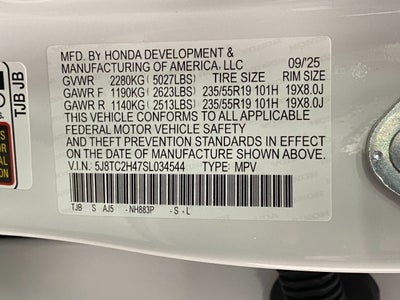 MFD. BY HONDA DEVELOPMENT &
MANUFACTURING OF AMERICA, LLC 09/'25
GVWR 2280KG( 5027LBS) TIRE SIZE RIM SIZE
GAWR F 1190KG( 2623LBS) 235/55R19 101H 19X8.0J
GAWR R 1140KG( 2513LBS) 235/55R19 101H 19X8.0J
THIS VEHICLE CONFORMS TO ALL APPLICABLE
FEDERAL MOTOR VEHICLE SAFETY
AND THEFT PREVENTION STANDARDS IN EFFECT
ON THE DATE OF MANUFACTURE SHOWN ABOVE.
V.I.N. 5J8TC2H47SL034544 TYPE: MPV
TJB S AJ5 NH883P - S - L
TJB JB